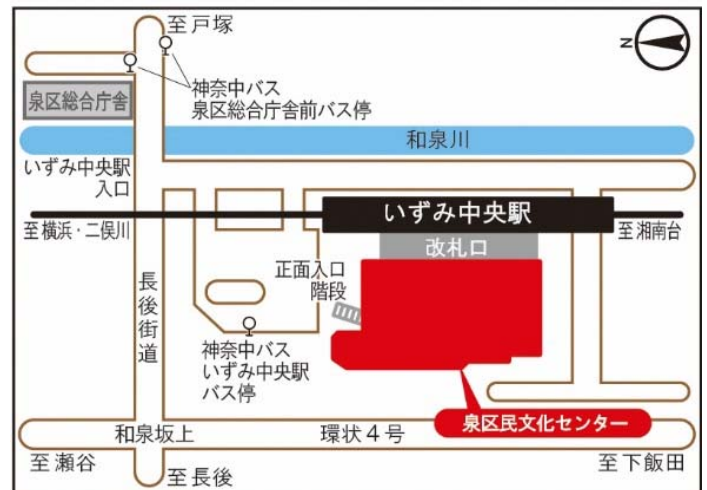 至戸塚
N
神奈中バス
泉区総合庁舎前バス停
泉区総合庁舎
和泉川
いずみ中央駅
入口
いずみ中央駅
至横浜・二俣川
至湘南台
改札口
正面入口
階段
長後街道
神奈中バス
いずみ中央駅
バス停
泉区民文化センター
和泉坂上
環状4号
至瀬谷
至長後
至下飯田